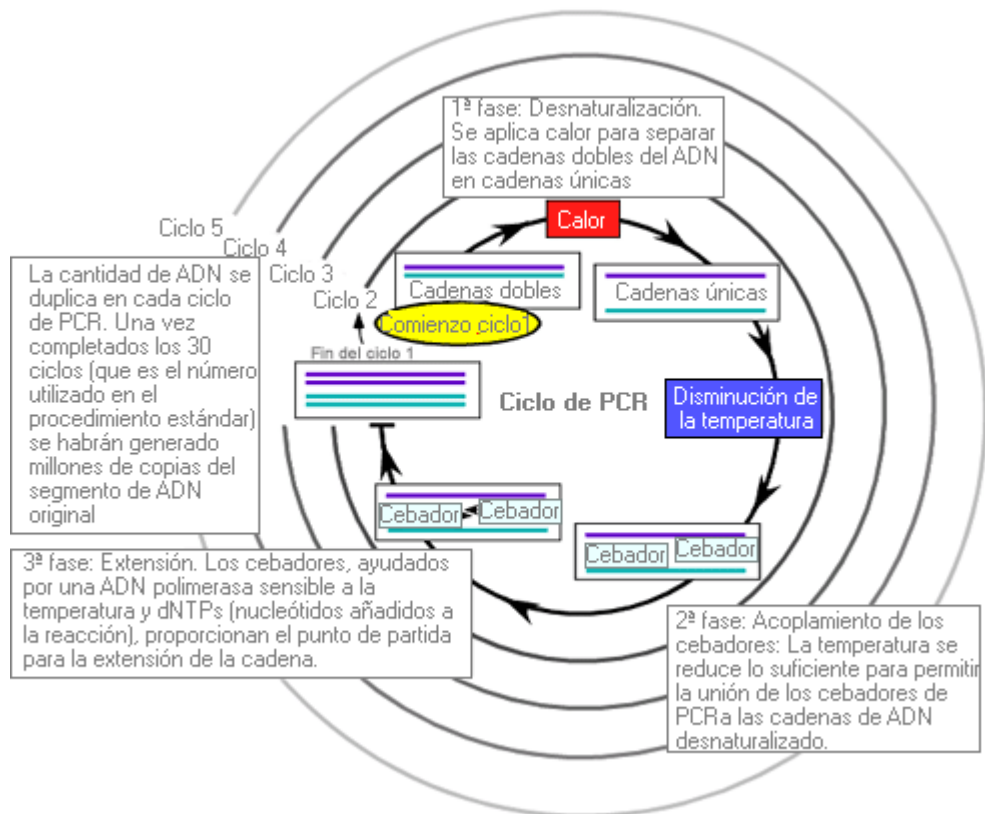 1ª fase: Desnaturalización.
Se aplica calor para separar
las cadenas dobles del ADN
en cadenas únicas
Calor
Ciclo 5
Ciclo 4
Ciclo 3
Ciclo 2
Cadenas dobles
Comienzo ciclo1
Cadenas únicas
La cantidad de ADN se
duplica en cada ciclo
de PCR. Una vez
completados los 30
ciclos (que es el número
utilizado en el
procedimiento estándar)
se habrán generado
millones de copias del
segmento de ADN
original
Fin del ciclo 1
Ciclo de PCR
Disminución de
la temperatura
Cebador
Cebador
Cebador
Cebador
3ª fase: Extensión. Los cebadores, ayudados
por una ADN polimerasa sensible a la
temperatura y dNTPs (nucleótidos añadidos a
la reacción), proporcionan el punto de partida
para la extensión de la cadena.
2ª fase: Acoplamiento de los
cebadores: La temperatura se
reduce lo suficiente para permitir
la unión de los cebadores de
PCR a las cadenas de ADN
desnaturalizado.